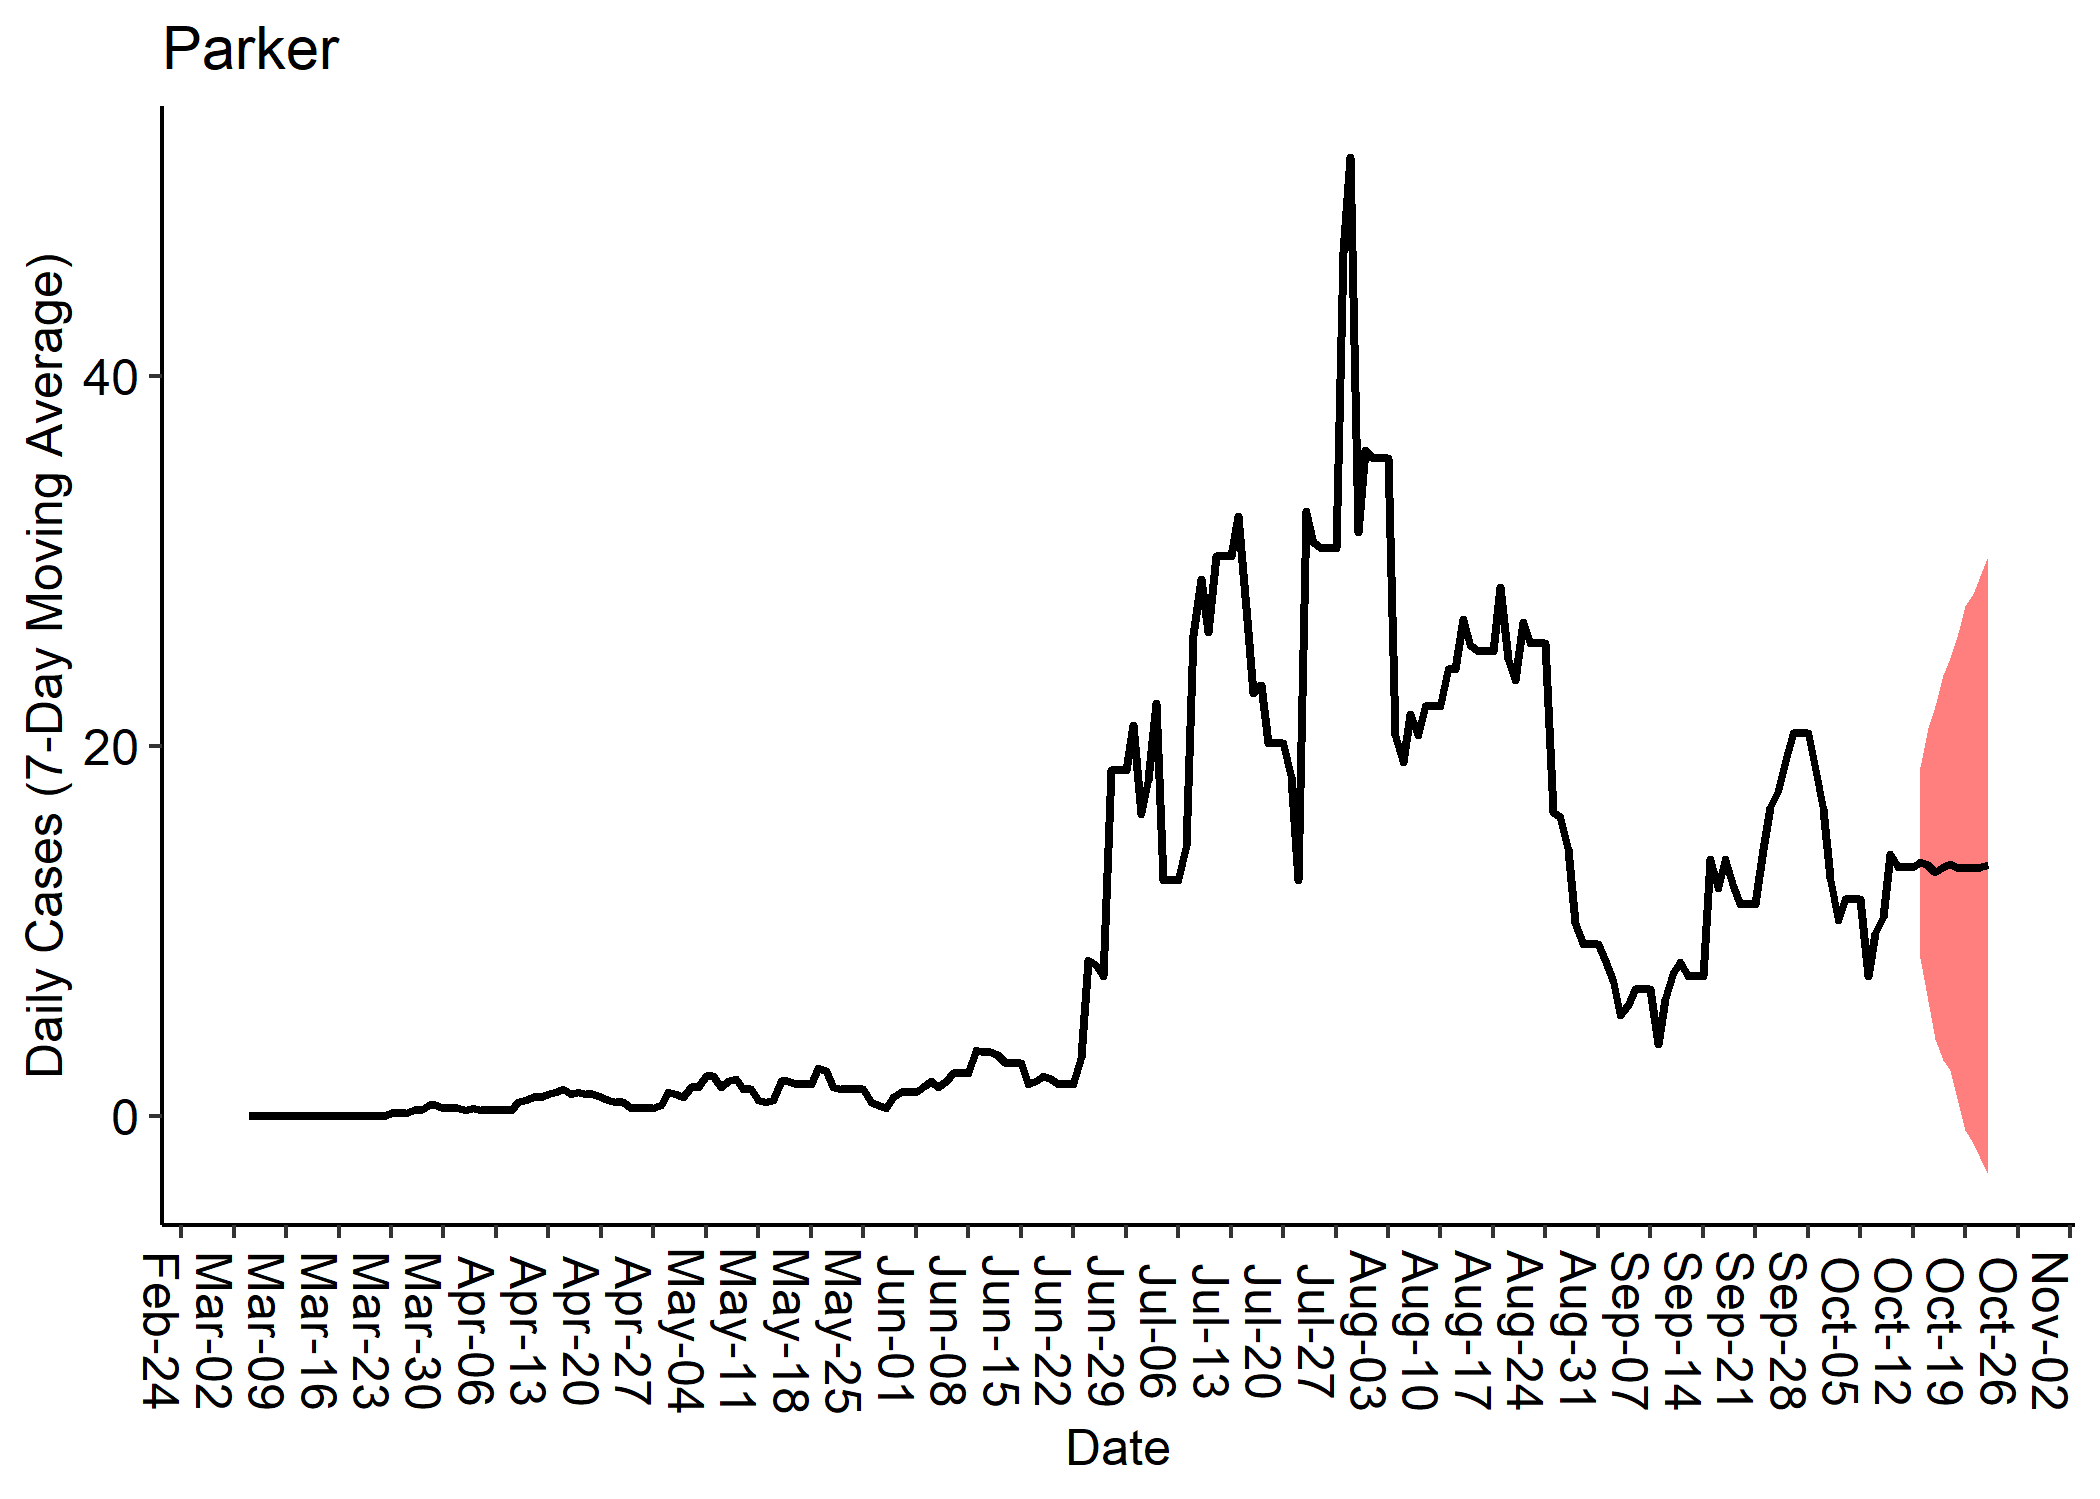 Parker
Daily Cases (7-Day Moving Average)
40
20
0
Feb-24
Mar-02
Mar-09
Mar-16
Mar-23
Mar-30
Apr-06
Apr-13
Apr-20
Apr-27
May-04
May-11
May-18
May-25
Jun-01
Jun-08
Jun-15
Jun-22
Jun-29
Jul-06
Jul-13
Jul-20
Jul-27
Aug-03
Aug-10
Aug-17
Aug-24
Aug-31
Sep-07
Sep-14
Sep-21
Sep-28
Oct-05
Oct-12
Oct-19
Oct-26
Nov-02
Date